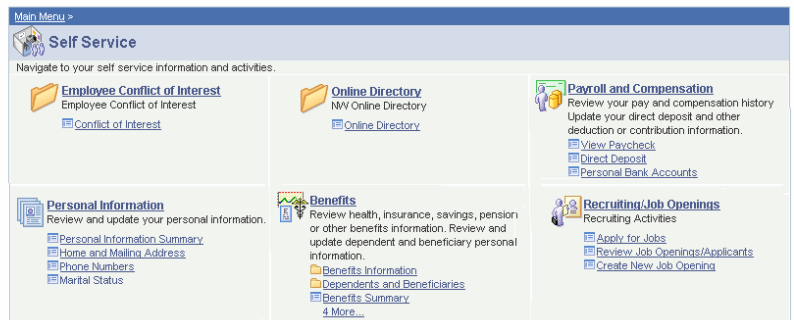 Main Menu >
Self Service
Navigate to your self service information and activities.
Employee Conflict of Interest
Employee Conflict of Interest
Conflict of Interest
Online Directory
NW Online Directory
Online Directory
Payroll and Compensation
Review your pay and compensation history
Update your direct deposit and other
deduction or contribution information.
View Paycheck
Direct Deposit
Personal Bank Accounts
Personal Information
Review and update your personal information.
Personal Information Summary
Home and Mailing Address
Phone Numbers
Marital Status
Benefits
Review health, insurance, savings, pension
or other benefits information. Review and
update dependent and beneficiary personal
information.
Benefits Information
Dependents and Beneficiaries
Benefits Summary
4 More...
Recruiting/Job Openings
Recruiting Activities
Apply for Jobs
Review Job Openings/Applicants
Create New Job Opening